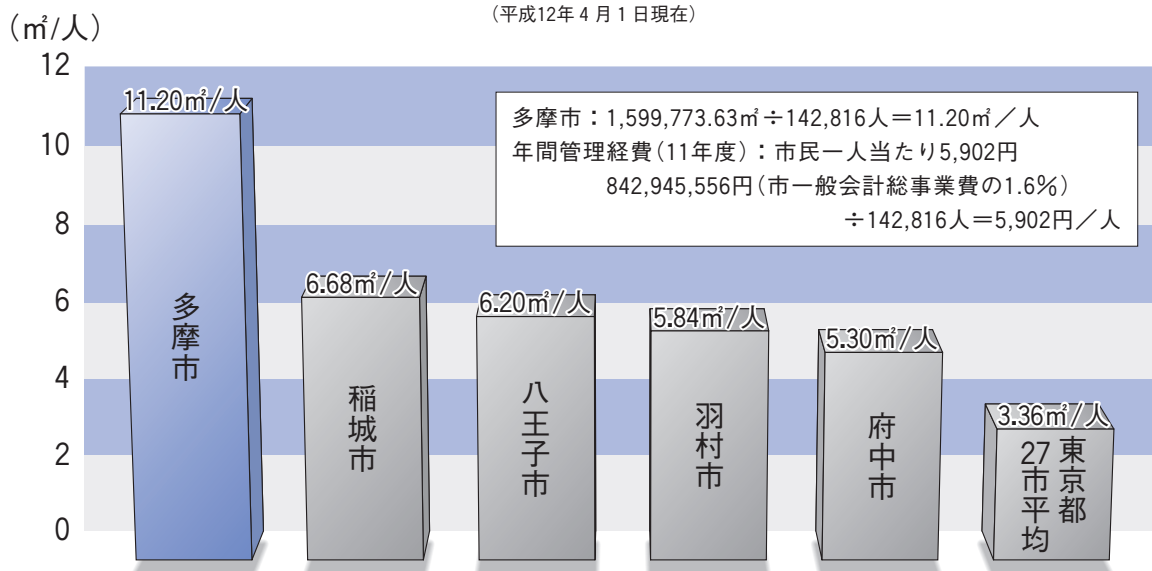 (平成12年4月1日現在)
(㎡/人)
12
10
8
6
4
2
0
多摩市:1,599,773.63㎡÷142,816人=11.20㎡/人
年間管理経費(11年度):市民一人当たり5,902円
842,945,556円(市一般会計総事業費の1.6%)
÷142,816人=5,902円/人
11.20㎡/人
多摩市
6.68㎡/人
稲城市
6.20㎡/人
八王子市
5.84㎡/人
羽村市
5.30㎡/人
府中市
3.36㎡/人
東京都
27市平均